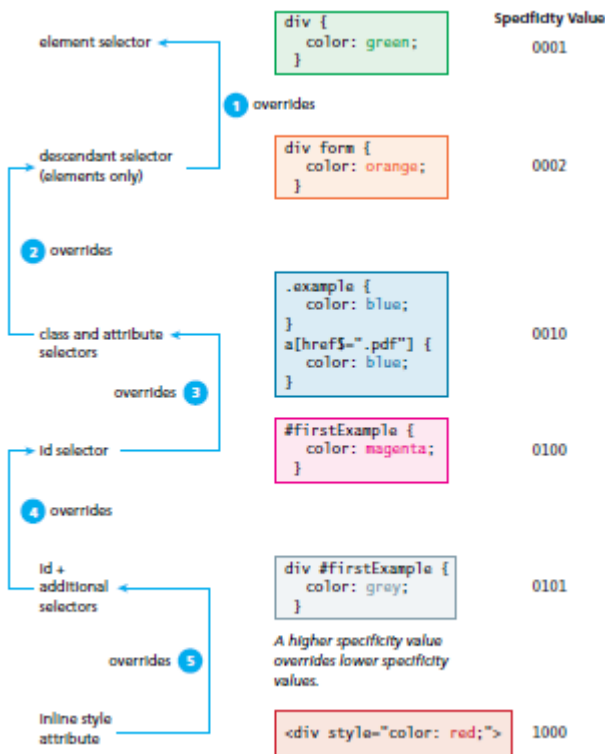 Specificity Value
element selector
div {
color: green;
}
0001
1 overrides
descendant selector
(elements only)
div form {
color: orange;
}
0002
2 overrides
class and attribute
selectors
.example {
color: blue;
}
a[href$=".pdf"] {
color: blue;
}
0010
overrides 3
id selector
#firstExample {
color: magenta;
}
0100
4 overrides
id +
additional
selectors
div #firstExample {
color: grey;
}
0101
overrides 5
A higher specificity value
overrides lower specificity
values.
inline style
attribute
<div style="color: red;">
1000